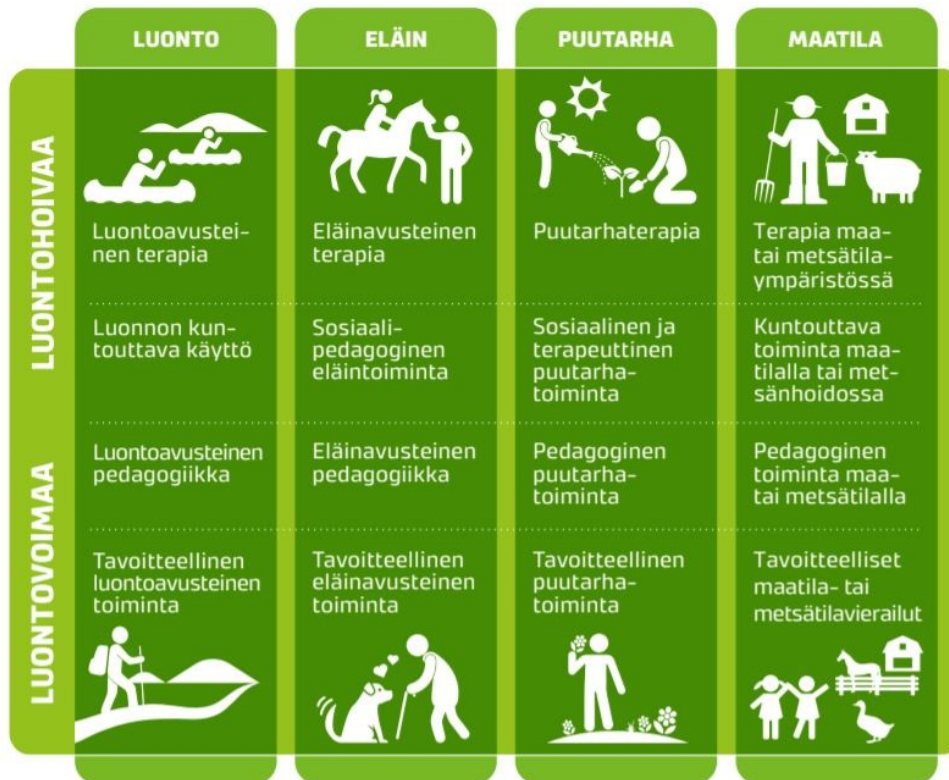 LUONTO
ELÄIN
PUUTARHA
MAATILA
LUONTOHOIVAA
Luontoavustei-
nen terapia
Eläinavusteinen
terapia
Puutarhaterapia
Terapia maa-
tai metsätila-
ympäristössä
Luonnon kun-
touttava käyttö
Sosiaali-
pedagoginen
eläintoiminta
Sosiaalinen ja
terapeuttinen
puutarha-
toiminta
Kuntouttava
toiminta maa-
tilalla tai met-
sänhoidossa
LUONTOVOIMAA
Luontoavusteinen
pedagogiikka
Eläinavusteinen
pedagogiikka
Pedagoginen
puutarha-
toiminta
Pedagoginen
toiminta maa-
tai metsätilalla
Tavoitteellinen
luontoavusteinen
toiminta
Tavoitteellinen
eläinavusteinen
toiminta
Tavoitteellinen
puutarha-
toiminta
Tavoitteelliset
maatila- tai
metsätilavierailut